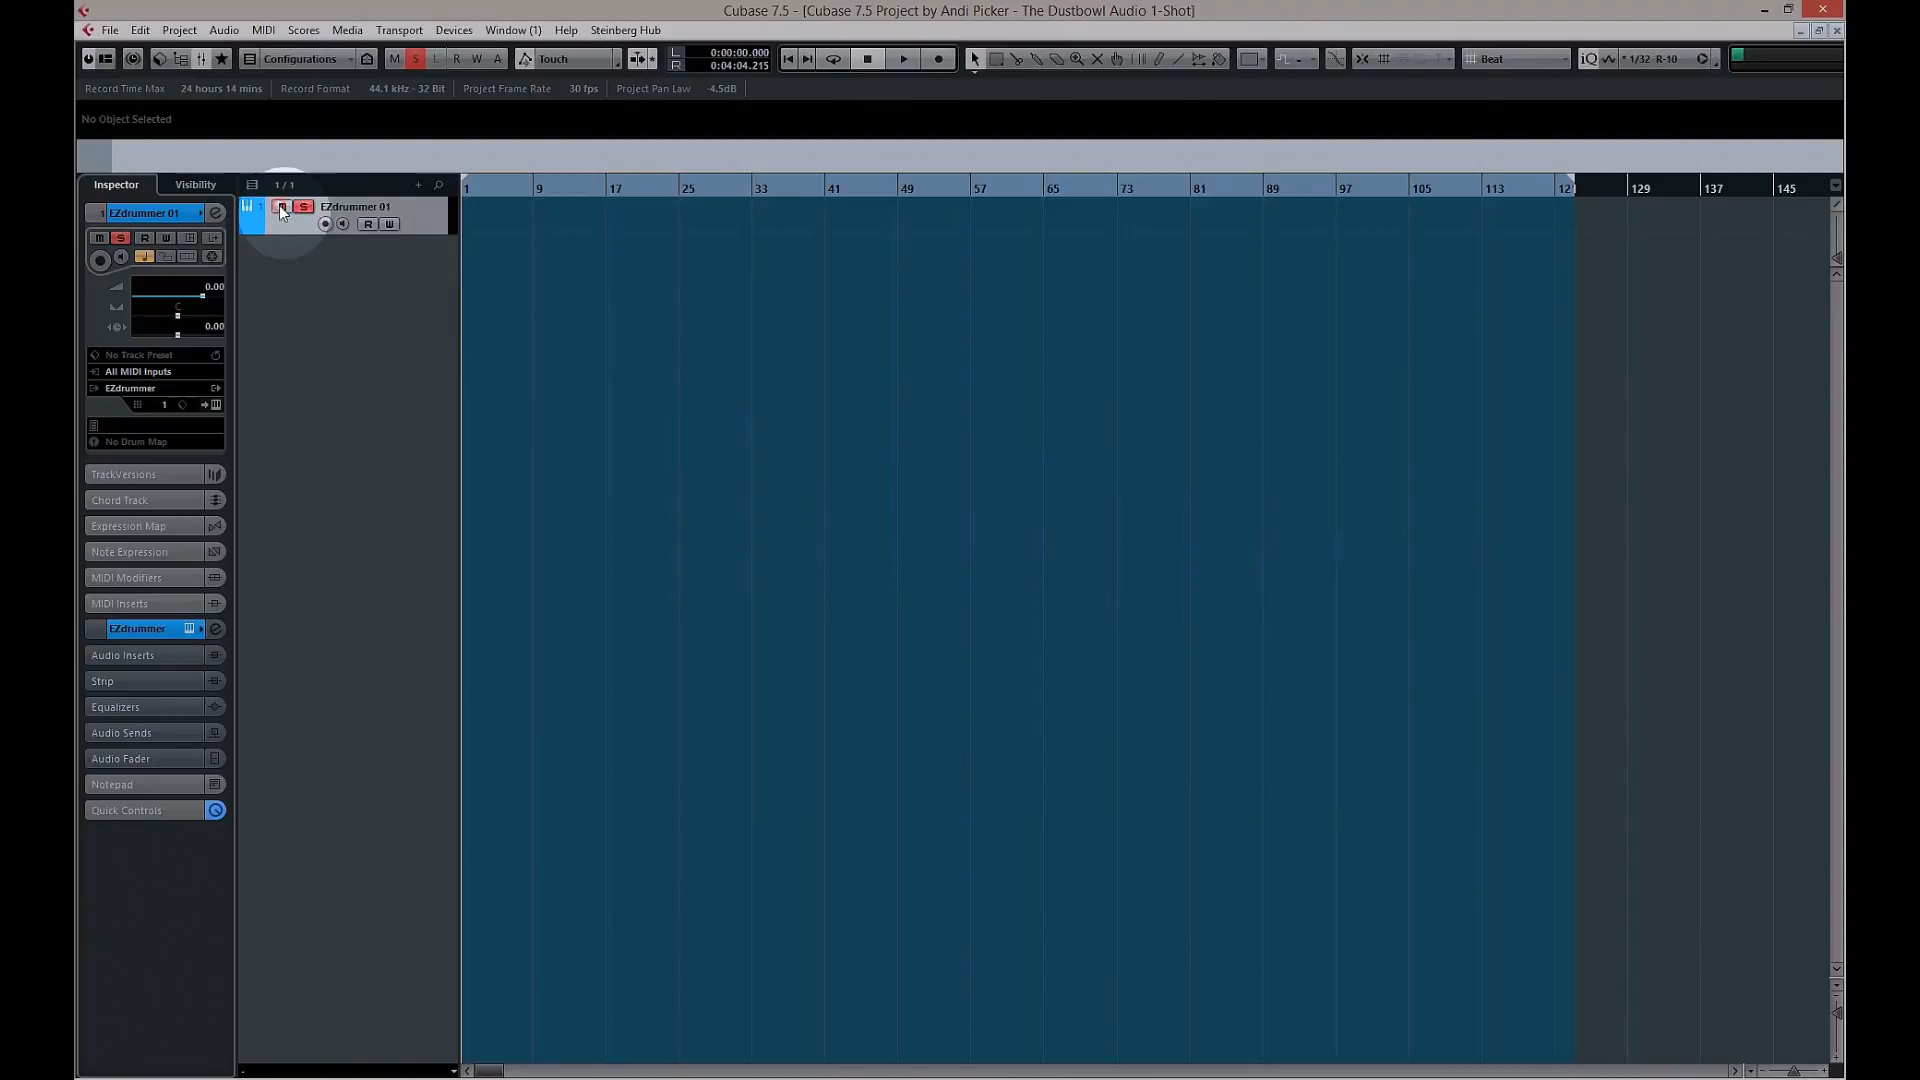 Cubase 7.5 - [Cubase 7.5 Project by Andi Picker - The Dustbowl Audio 1-Shot]
File Edit Project Audio MIDI Scores Media Transport Devices Window (1) Help Steinberg Hub
Configurations M S L R W A Touch L 0:00:00.000 R 0:04:04.215 Beat iQ * 1/32 R-10
Record Time Max 24 hours 14 mins Record Format 44.1 kHz - 32 Bit Project Frame Rate 30 fps Project Pan Law -4.5dB
No Object Selected
Inspector Visibility 1 / 1 1 9 17 25 33 41 49 57 65 73 81 89 97 105 113 129 137 145
1 EZdrummer 01 1 S EZdrummer 01
R W
M S R W
0.00
C
0.00
No Track Preset
All MIDI Inputs
EZdrummer
1
No Drum Map
TrackVersions
Chord Track
Expression Map
Note Expression
MIDI Modifiers
MIDI Inserts
EZdrummer
Audio Inserts
Strip
Equalizers
Audio Sends
Audio Fader
Notepad
Quick Controls